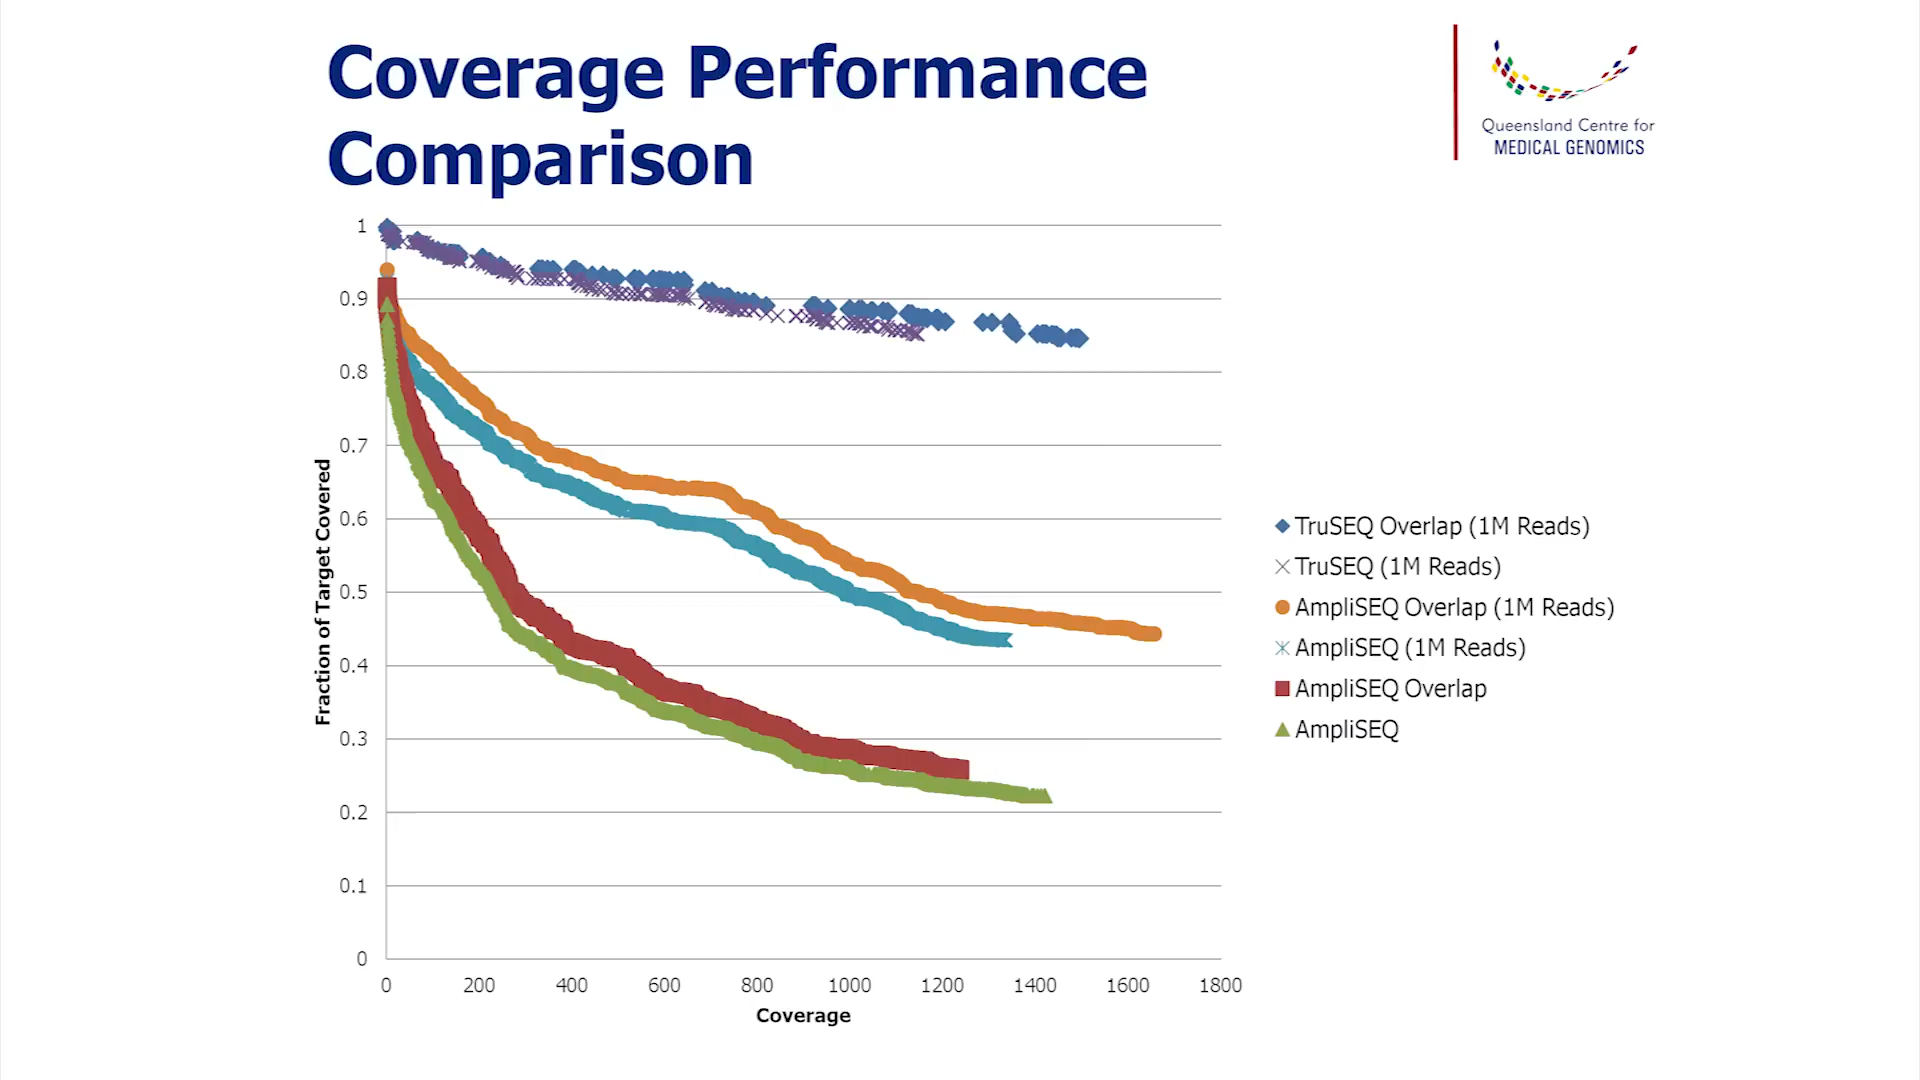 Coverage Performance
Comparison
Queensland Centre for
MEDICAL GENOMICS
1
0.9
0.8
0.7
0.6
0.5
0.4
0.3
0.2
0.1
0
Fraction of Target Covered
0 200 400 600 800 1000 1200 1400 1600 1800
Coverage
TruSEQ Overlap (1M Reads)
TruSEQ (1M Reads)
AmpliSEQ Overlap (1M Reads)
AmpliSEQ (1M Reads)
AmpliSEQ Overlap
AmpliSEQ